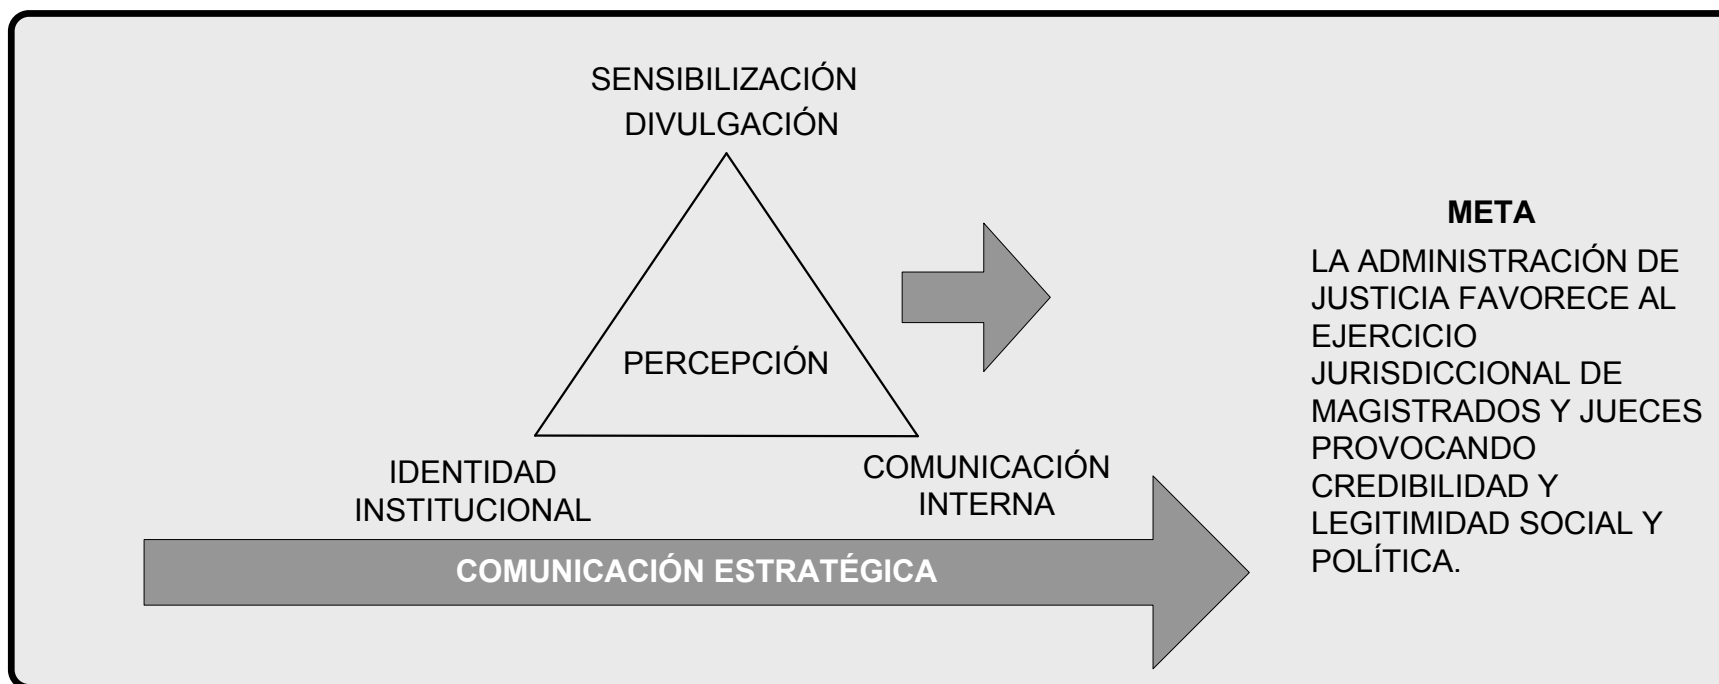 SENSIBILIZACIÓN
DIVULGACIÓN
PERCEPCIÓN
IDENTIDAD
INSTITUCIONAL
COMUNICACIÓN
INTERNA
COMUNICACIÓN ESTRATÉGICA
META
LA ADMINISTRACIÓN DE
JUSTICIA FAVORECE AL
EJERCICIO
JURISDICCIONAL DE
MAGISTRADOS Y JUECES
PROVOCANDO
CREDIBILIDAD Y
LEGITIMIDAD SOCIAL Y
POLÍTICA.